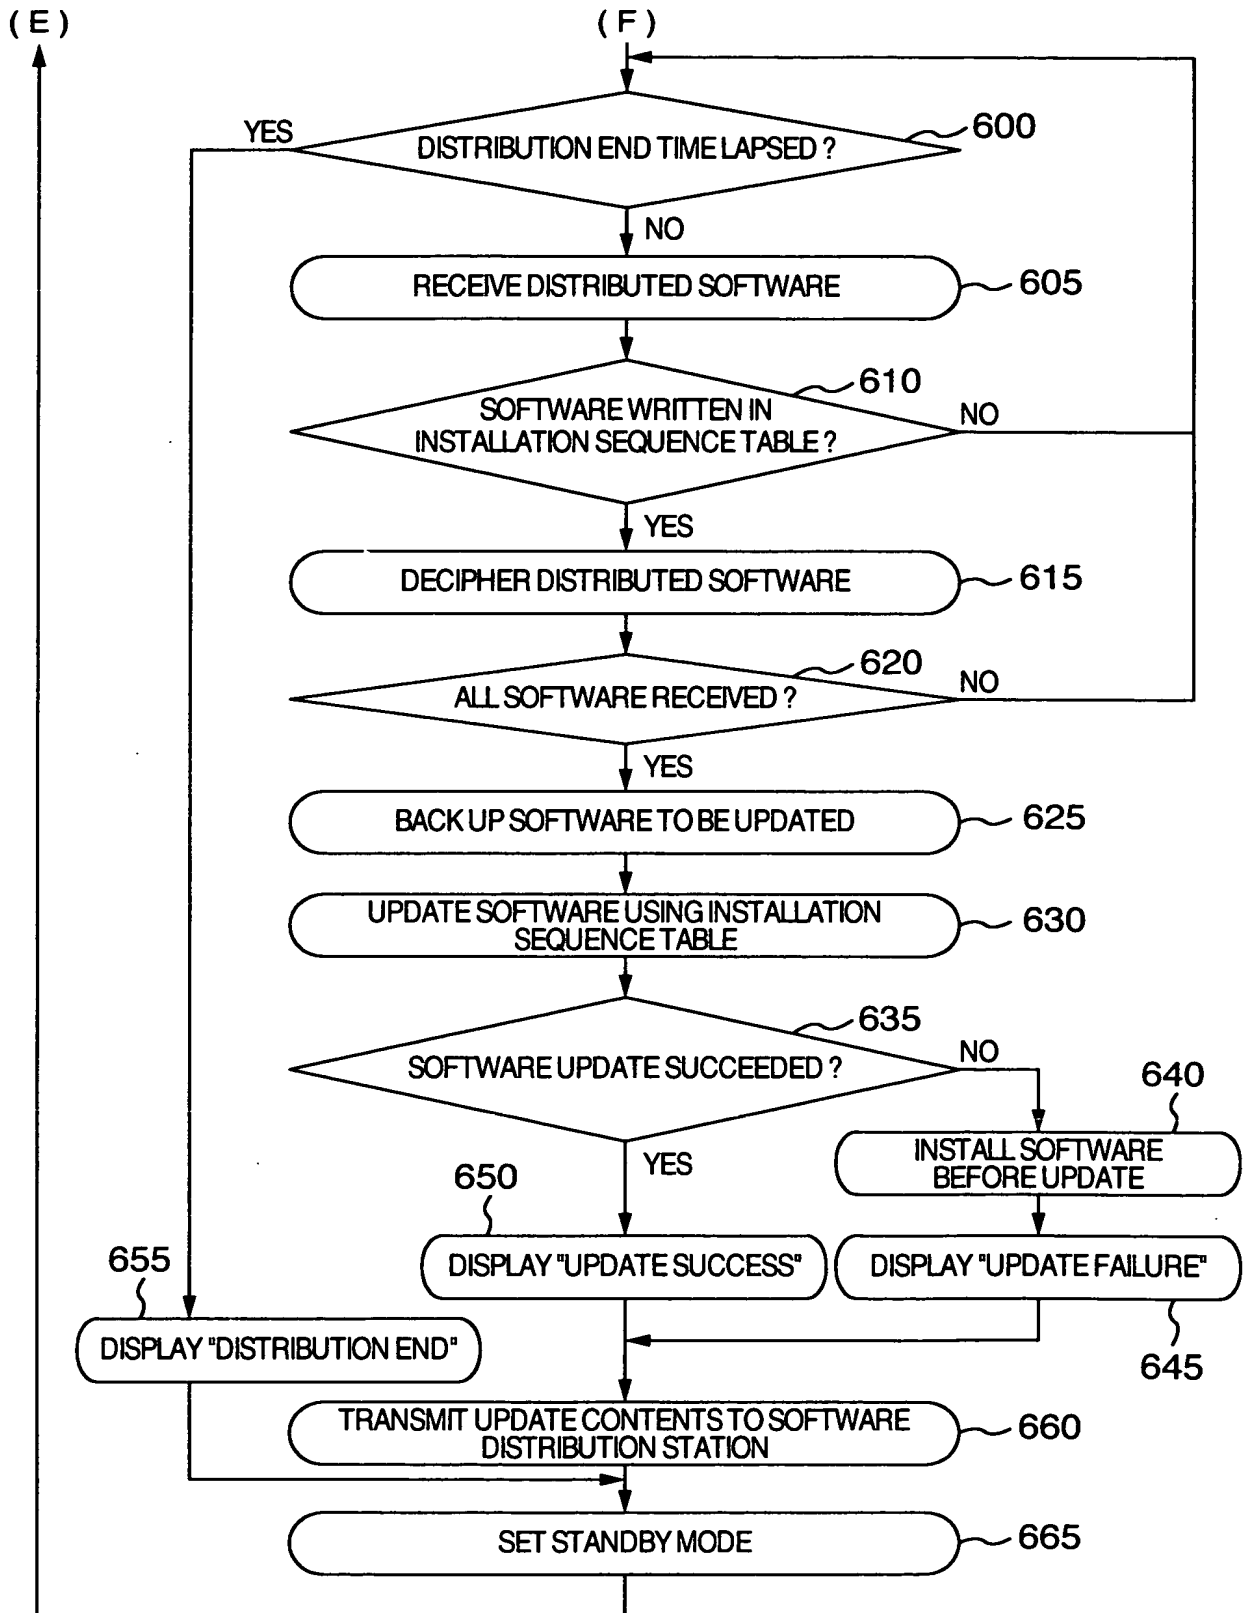 (E)
(F)
YES
DISTRIBUTION END TIME LAPSED ?
600
NO
RECEIVE DISTRIBUTED SOFTWARE
605
610
SOFTWARE WRITTEN IN
INSTALLATION SEQUENCE TABLE ?
NO
YES
DECIPHER DISTRIBUTED SOFTWARE
615
620
ALL SOFTWARE RECEIVED ?
NO
YES
BACK UP SOFTWARE TO BE UPDATED
625
UPDATE SOFTWARE USING INSTALLATION
SEQUENCE TABLE
630
635
SOFTWARE UPDATE SUCCEEDED ?
NO
640
INSTALL SOFTWARE
BEFORE UPDATE
YES
650
655
DISPLAY "UPDATE SUCCESS"
DISPLAY "UPDATE FAILURE"
645
DISPLAY "DISTRIBUTION END"
TRANSMIT UPDATE CONTENTS TO SOFTWARE
DISTRIBUTION STATION
660
SET STANDBY MODE
665